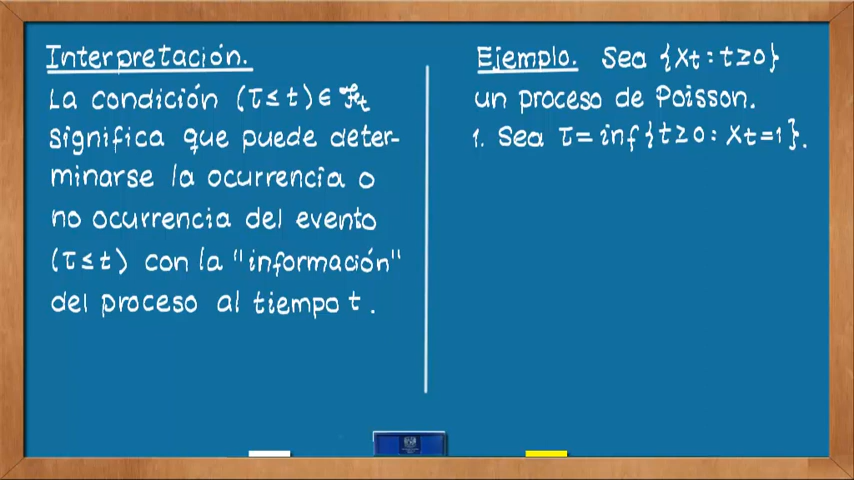 Interpretación.
La condición (τ ≤ t) ∈ ℱt
significa que puede deter-
minarse la ocurrencia o
no ocurrencia del evento
(τ ≤ t) con la "información"
del proceso al tiempo t.
Ejemplo. Sea {Xt : t ≥ 0}
un proceso de Poisson.
1. Sea τ = inf {t ≥ 0 : Xt = 1}.